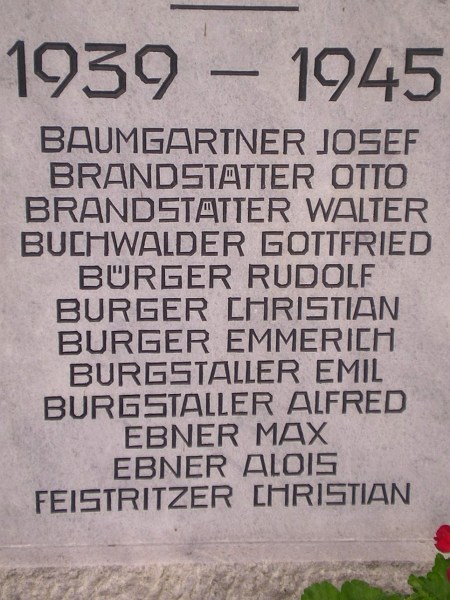 1939 – 1945
BAUMGARTNER JOSEF
BRANDSTÄTTER OTTO
BRANDSTÄTTER WALTER
BUCHWALDER GOTTFRIED
BÜRGER RUDOLF
BURGER CHRISTIAN
BURGER EMMERICH
BURGSTALLER EMIL
BURGSTALLER ALFRED
EBNER MAX
EBNER ALOIS
FEISTRITZER CHRISTIAN